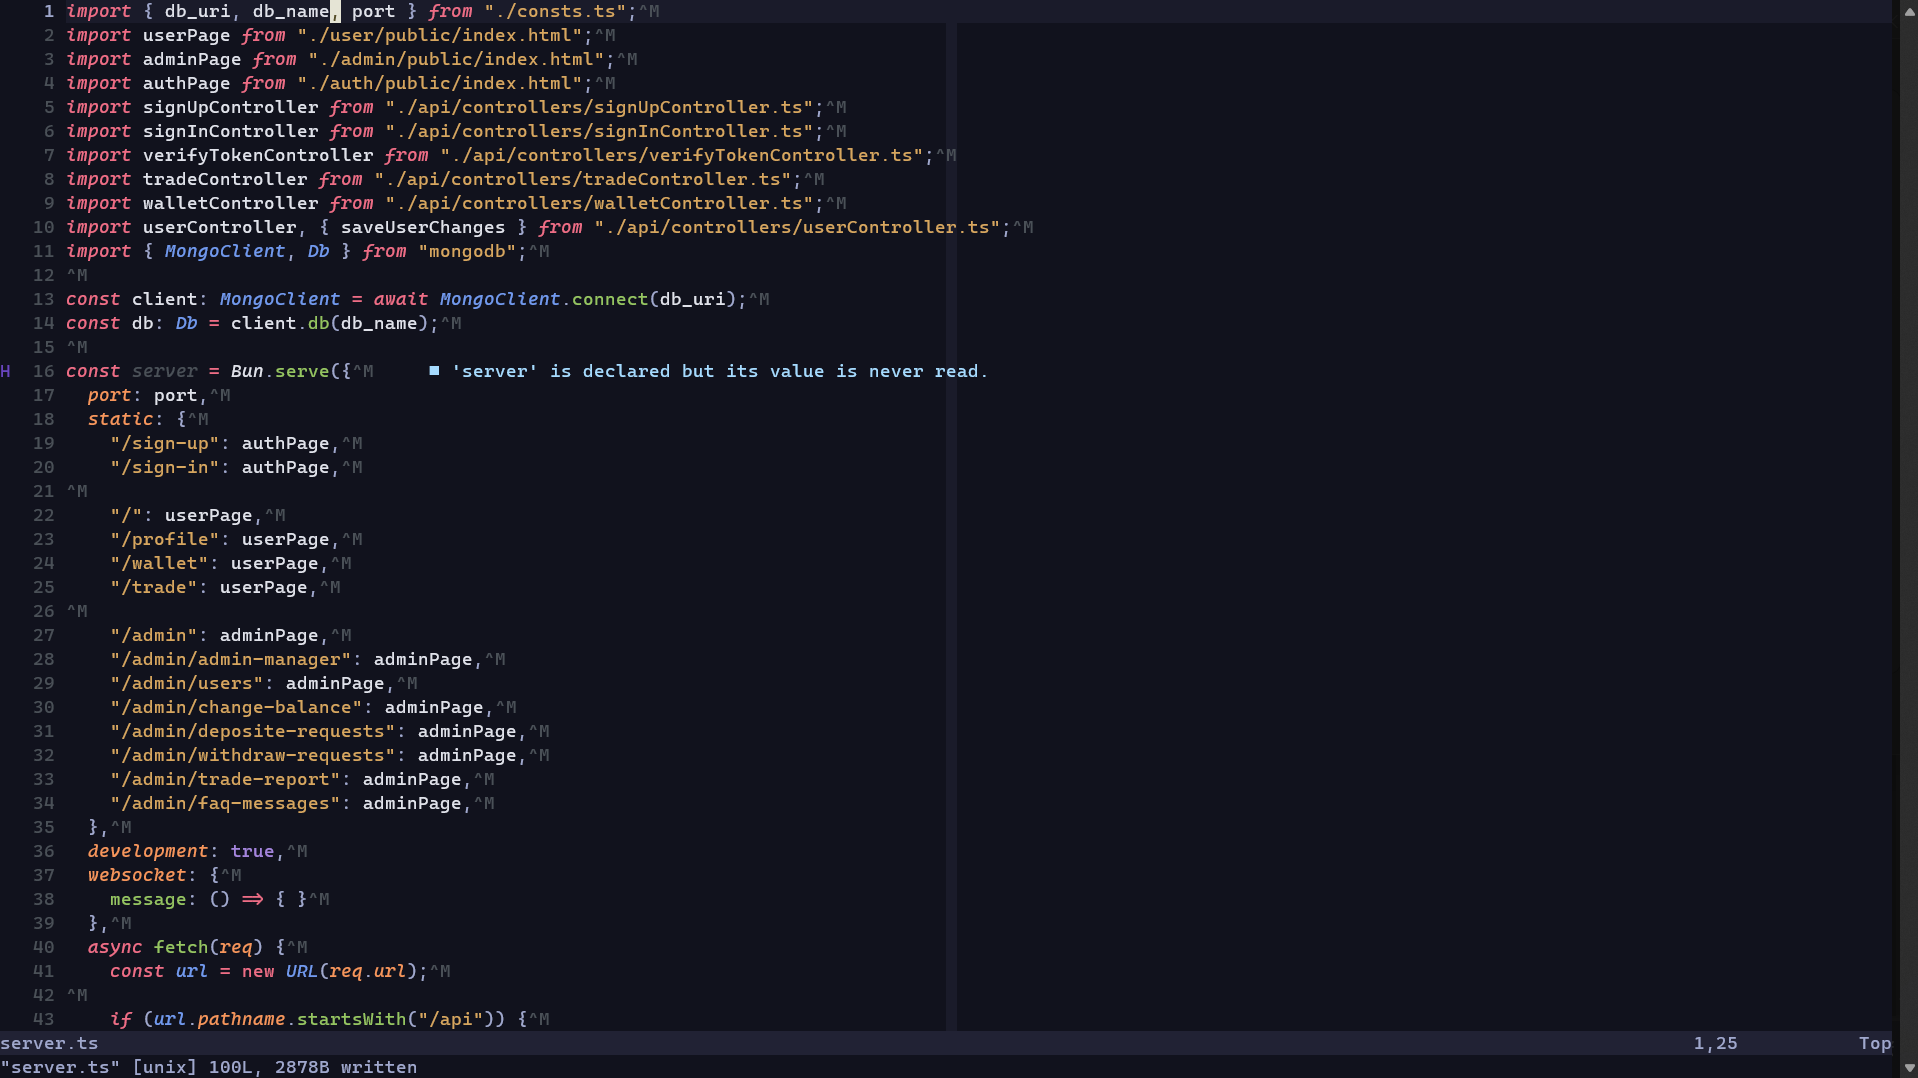 1 import { db_uri, db_name, port } from "./consts.ts";^M
2 import userPage from "./user/public/index.html";^M
3 import adminPage from "./admin/public/index.html";^M
4 import authPage from "./auth/public/index.html";^M
5 import signUpController from "./api/controllers/signUpController.ts";^M
6 import signInController from "./api/controllers/signInController.ts";^M
7 import verifyTokenController from "./api/controllers/verifyTokenController.ts";^M
8 import tradeController from "./api/controllers/tradeController.ts";^M
9 import walletController from "./api/controllers/walletController.ts";^M
10 import userController, { saveUserChanges } from "./api/controllers/userController.ts";^M
11 import { MongoClient, Db } from "mongodb";^M
12 ^M
13 const client: MongoClient = await MongoClient.connect(db_uri);^M
14 const db: Db = client.db(db_name);^M
15 ^M
H 16 const server = Bun.serve({^M     ■ 'server' is declared but its value is never read.
17   port: port,^M
18   static: {^M
19     "/sign-up": authPage,^M
20     "/sign-in": authPage,^M
21 ^M
22     "/": userPage,^M
23     "/profile": userPage,^M
24     "/wallet": userPage,^M
25     "/trade": userPage,^M
26 ^M
27     "/admin": adminPage,^M
28     "/admin/admin-manager": adminPage,^M
29     "/admin/users": adminPage,^M
30     "/admin/change-balance": adminPage,^M
31     "/admin/deposite-requests": adminPage,^M
32     "/admin/withdraw-requests": adminPage,^M
33     "/admin/trade-report": adminPage,^M
34     "/admin/faq-messages": adminPage,^M
35   },^M
36   development: true,^M
37   websocket: {^M
38     message: () => { }^M
39   },^M
40   async fetch(req) {^M
41     const url = new URL(req.url);^M
42 ^M
43     if (url.pathname.startsWith("/api")) {^M
server.ts 1,25 Top
"server.ts" [unix] 100L, 2878B written